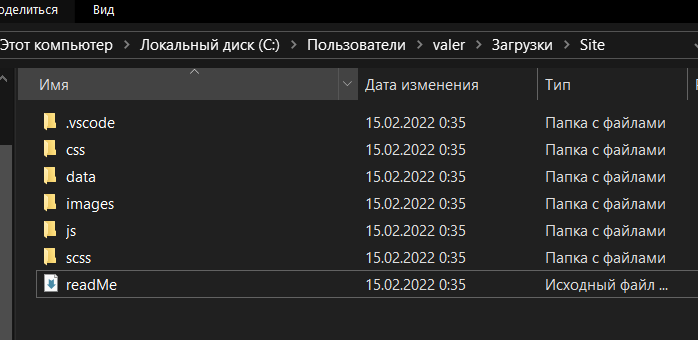 оделиться Вид
Этот компьютер > Локальный диск (C:) > Пользователи > valer > Загрузки > Site
Имя Дата изменения Тип
.vscode 15.02.2022 0:35 Папка с файлами
css 15.02.2022 0:35 Папка с файлами
data 15.02.2022 0:35 Папка с файлами
images 15.02.2022 0:35 Папка с файлами
js 15.02.2022 0:35 Папка с файлами
scss 15.02.2022 0:35 Папка с файлами
readMe 15.02.2022 0:35 Исходный файл ...